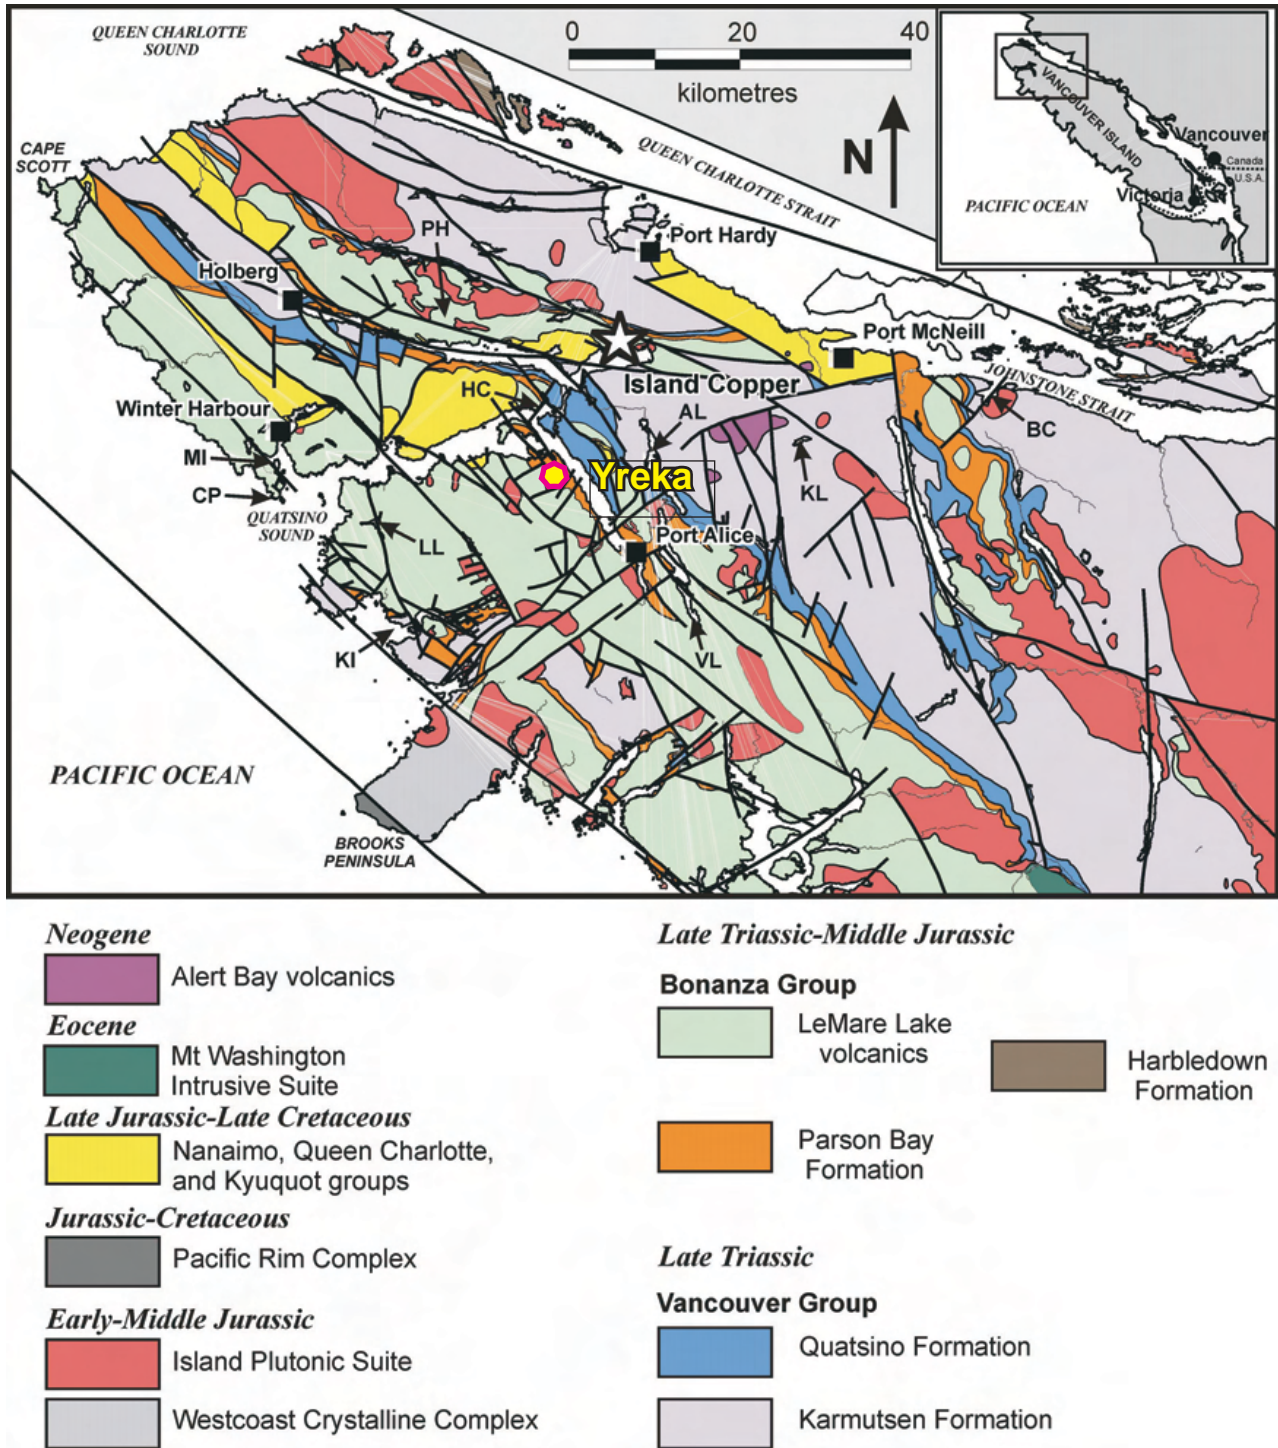 QUEEN CHARLOTTE
SOUND
0 20 40
kilometres
N
QUEEN CHARLOTTE STRAIT
VANCOUVER ISLAND
Vancouver
Canada
U.S.A.
Victoria
PACIFIC OCEAN
CAPE
SCOTT
PH
Port Hardy
Holberg
Port McNeill
JOHNSTONE STRAIT
Island Copper
HC
AL
BC
Winter Harbour
MI
CP
Yreka
KL
QUATSINO
SOUND
LL
Port Alice
KI
VL
PACIFIC OCEAN
BROOKS
PENINSULA
Neogene
Alert Bay volcanics
Eocene
Mt Washington
Intrusive Suite
Late Jurassic-Late Cretaceous
Nanaimo, Queen Charlotte,
and Kyuquot groups
Jurassic-Cretaceous
Pacific Rim Complex
Early-Middle Jurassic
Island Plutonic Suite
Westcoast Crystalline Complex
Late Triassic-Middle Jurassic
Bonanza Group
LeMare Lake
volcanics
Harbledown
Formation
Parson Bay
Formation
Late Triassic
Vancouver Group
Quatsino Formation
Karmutsen Formation